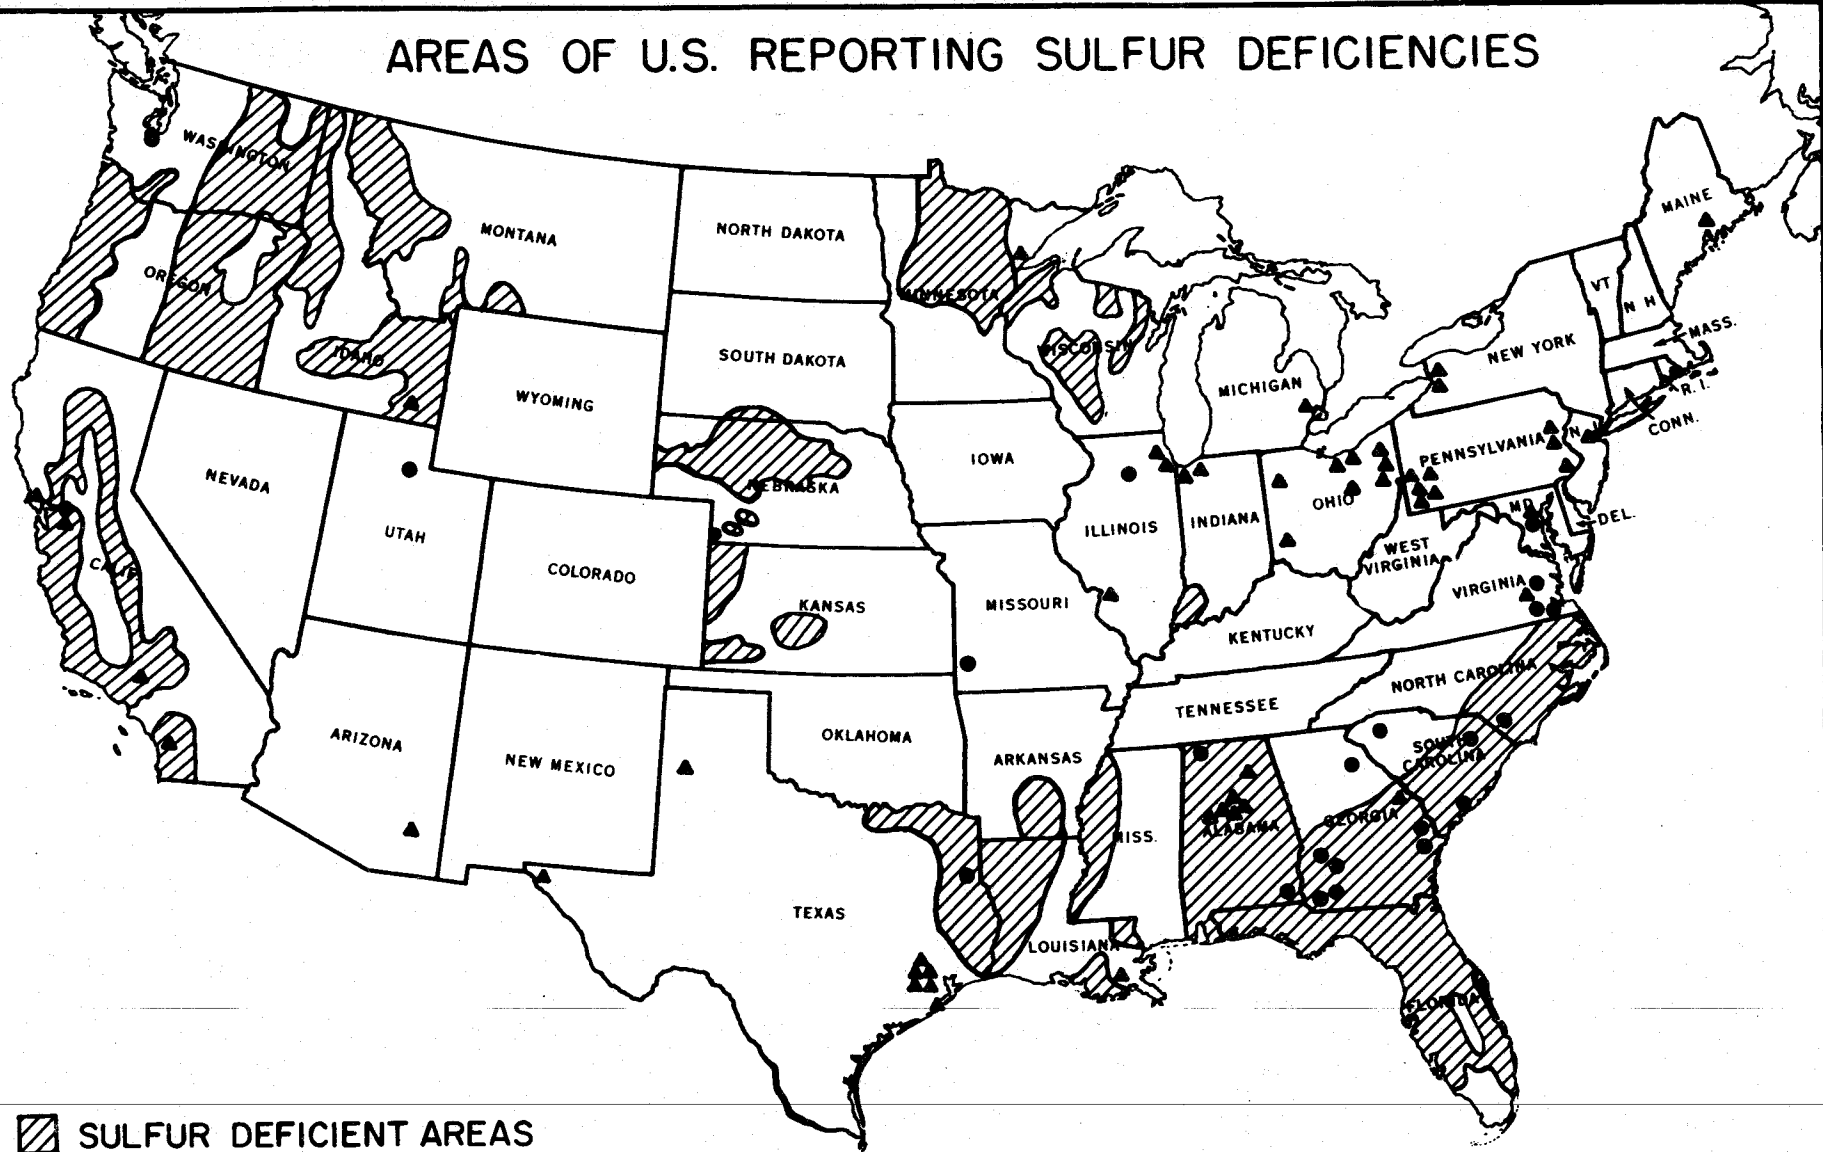 AREAS OF U.S. REPORTING SULFUR DEFICIENCIES
WASHINGTON
MONTANA
NORTH DAKOTA
MINNESOTA
MAINE
OREGON
IDAHO
WYOMING
SOUTH DAKOTA
WISCONSIN
MICHIGAN
NEW YORK
VT
N H
MASS.
R.I.
CONN.
NEVADA
UTAH
NEBRASKA
IOWA
ILLINOIS
INDIANA
OHIO
PENNSYLVANIA
N J
MD.
DEL.
CALIF
COLORADO
KANSAS
MISSOURI
KENTUCKY
WEST
VIRGINIA
VIRGINIA
ARIZONA
NEW MEXICO
OKLAHOMA
ARKANSAS
TENNESSEE
NORTH CAROLINA
SOUTH
CAROLINA
TEXAS
LOUISIANA
MISS.
ALABAMA
GEORGIA
FLORIDA
SULFUR DEFICIENT AREAS